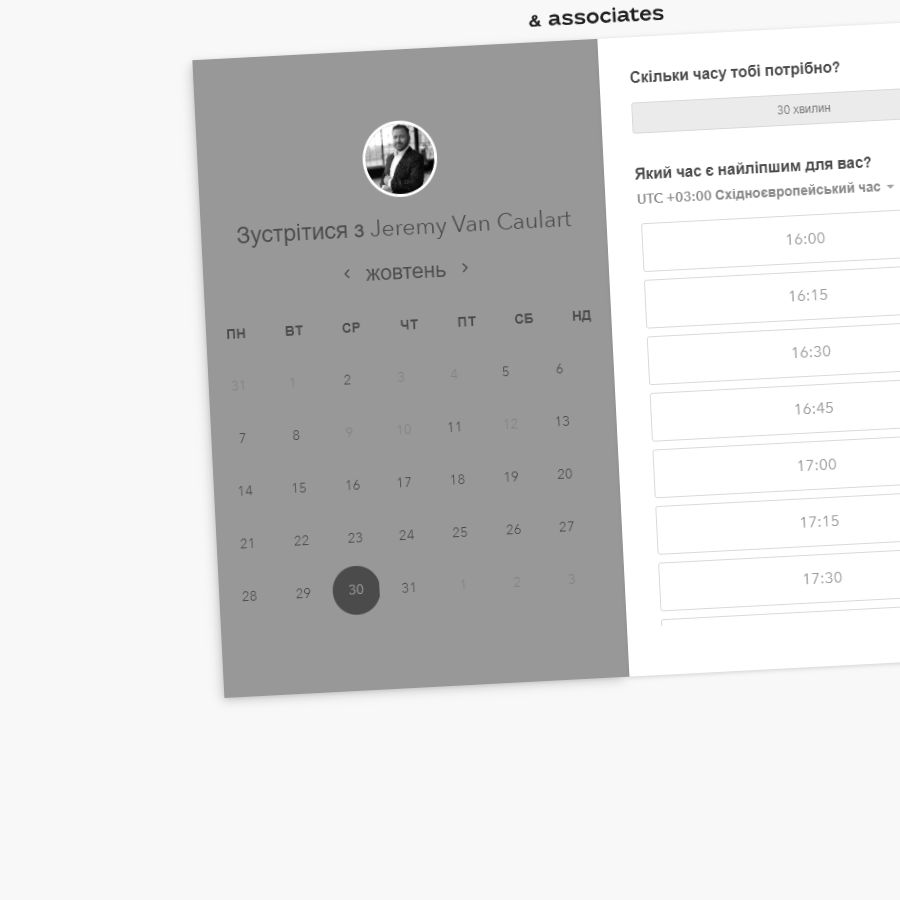 & associates
Зустрітися з Jeremy Van Caulart
жовтень
ПН ВТ СР ЧТ ПТ СБ НД
31 1 2 3 4 5 6
7 8 9 10 11 12 13
14 15 16 17 18 19 20
21 22 23 24 25 26 27
28 29 30 31 1 2 3
Скільки часу тобі потрібно?
30 хвилин
Який час є найліпшим для вас?
UTC +03:00 Східноєвропейський час
16:00
16:15
16:30
16:45
17:00
17:15
17:30